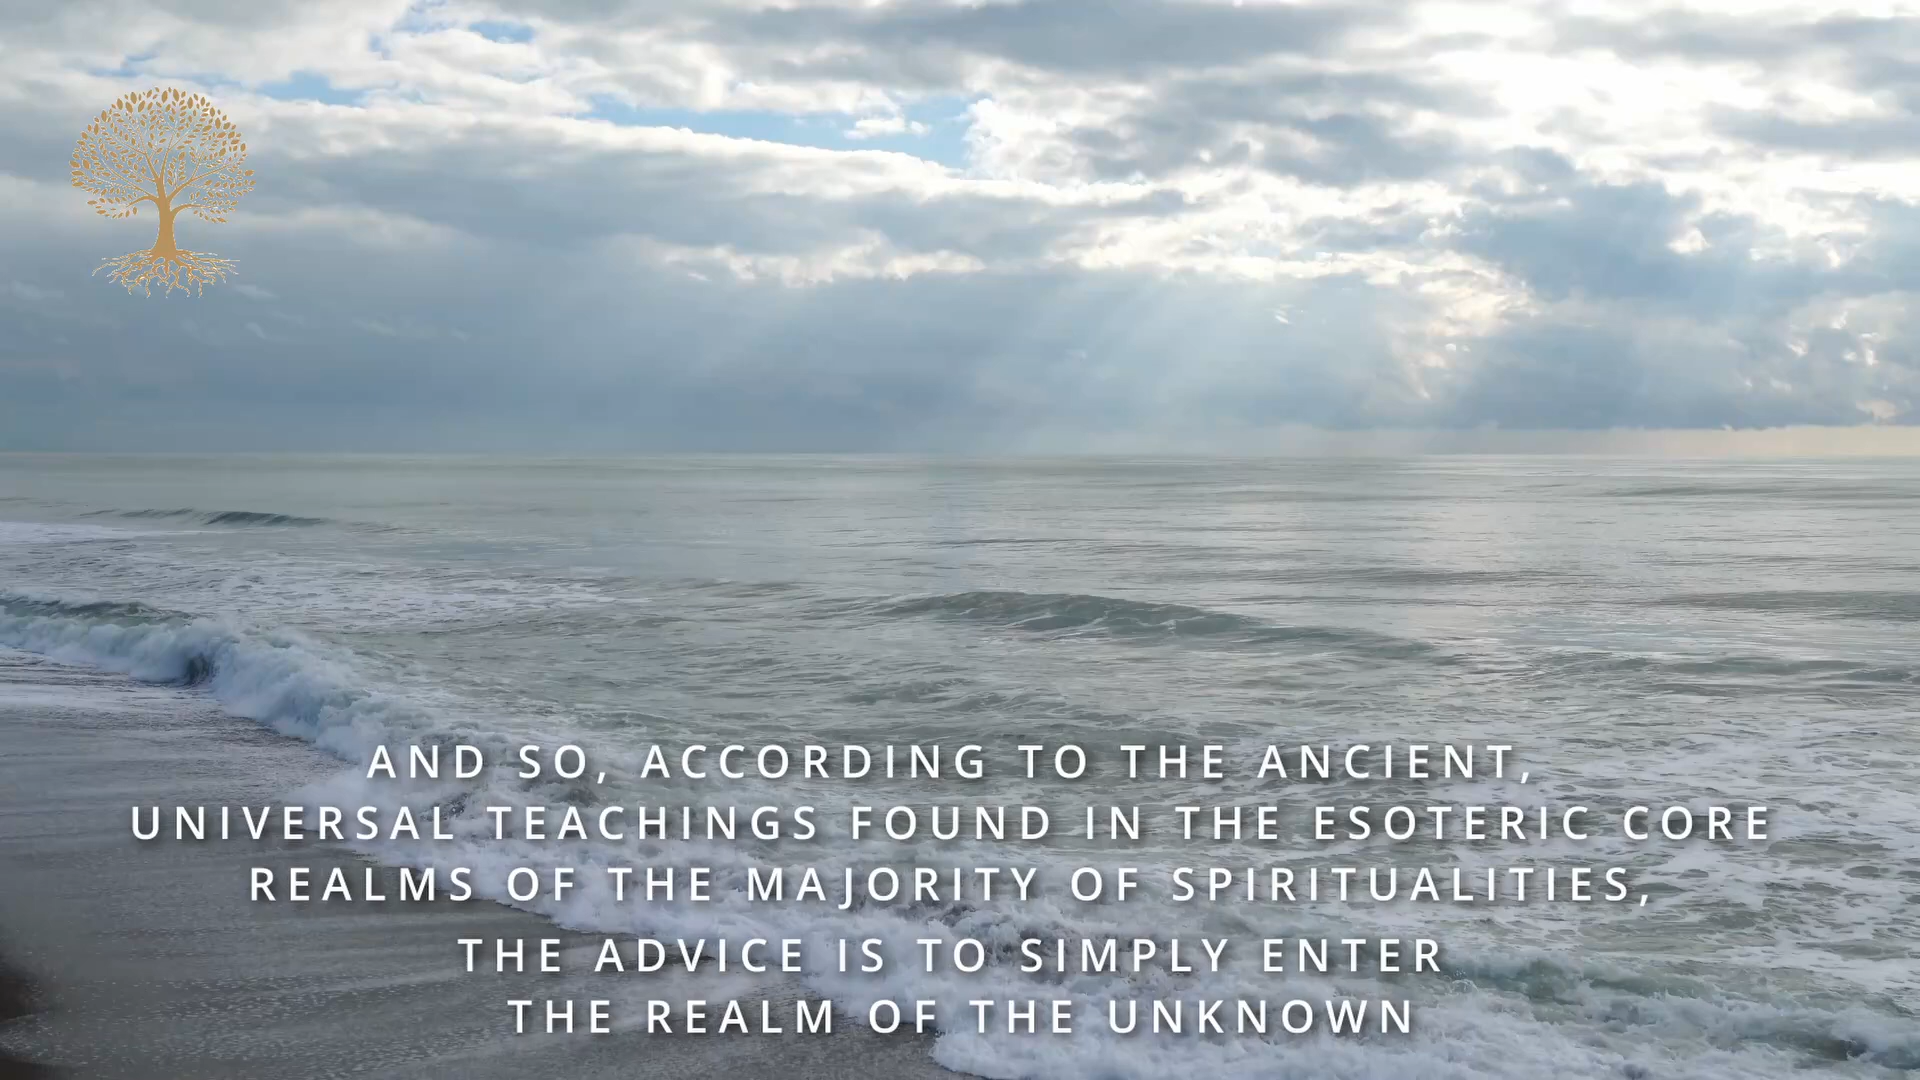 AND SO, ACCORDING TO THE ANCIENT,
UNIVERSAL TEACHINGS FOUND IN THE ESOTERIC CORE
REALMS OF THE MAJORITY OF SPIRITUALITIES,
THE ADVICE IS TO SIMPLY ENTER
THE REALM OF THE UNKNOWN